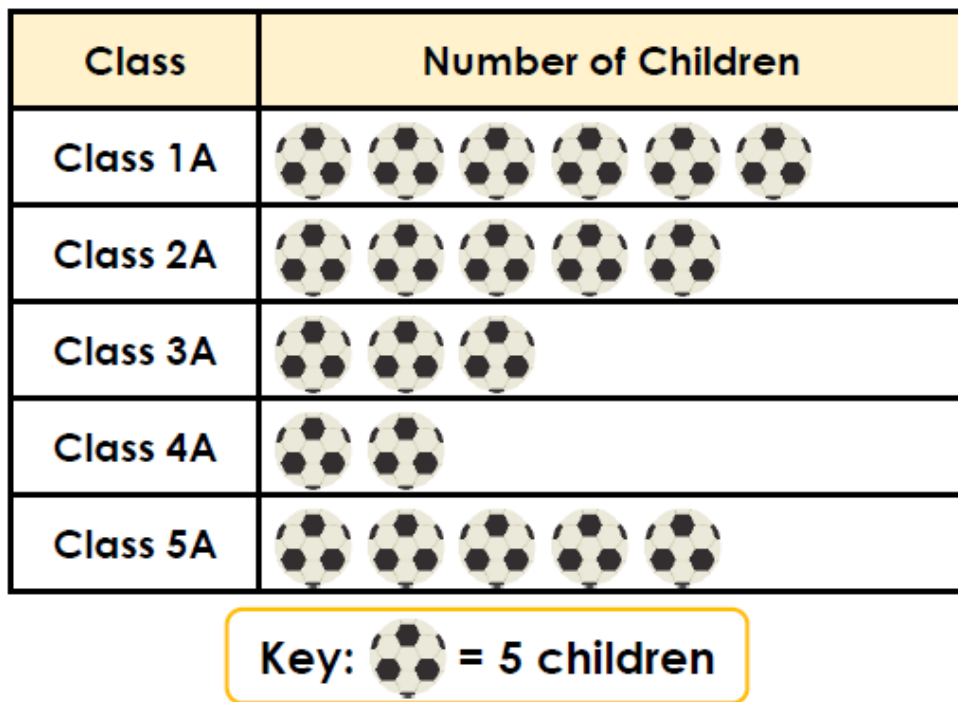 Class Number of Children
Class 1A
Class 2A
Class 3A
Class 4A
Class 5A
Key: = 5 children